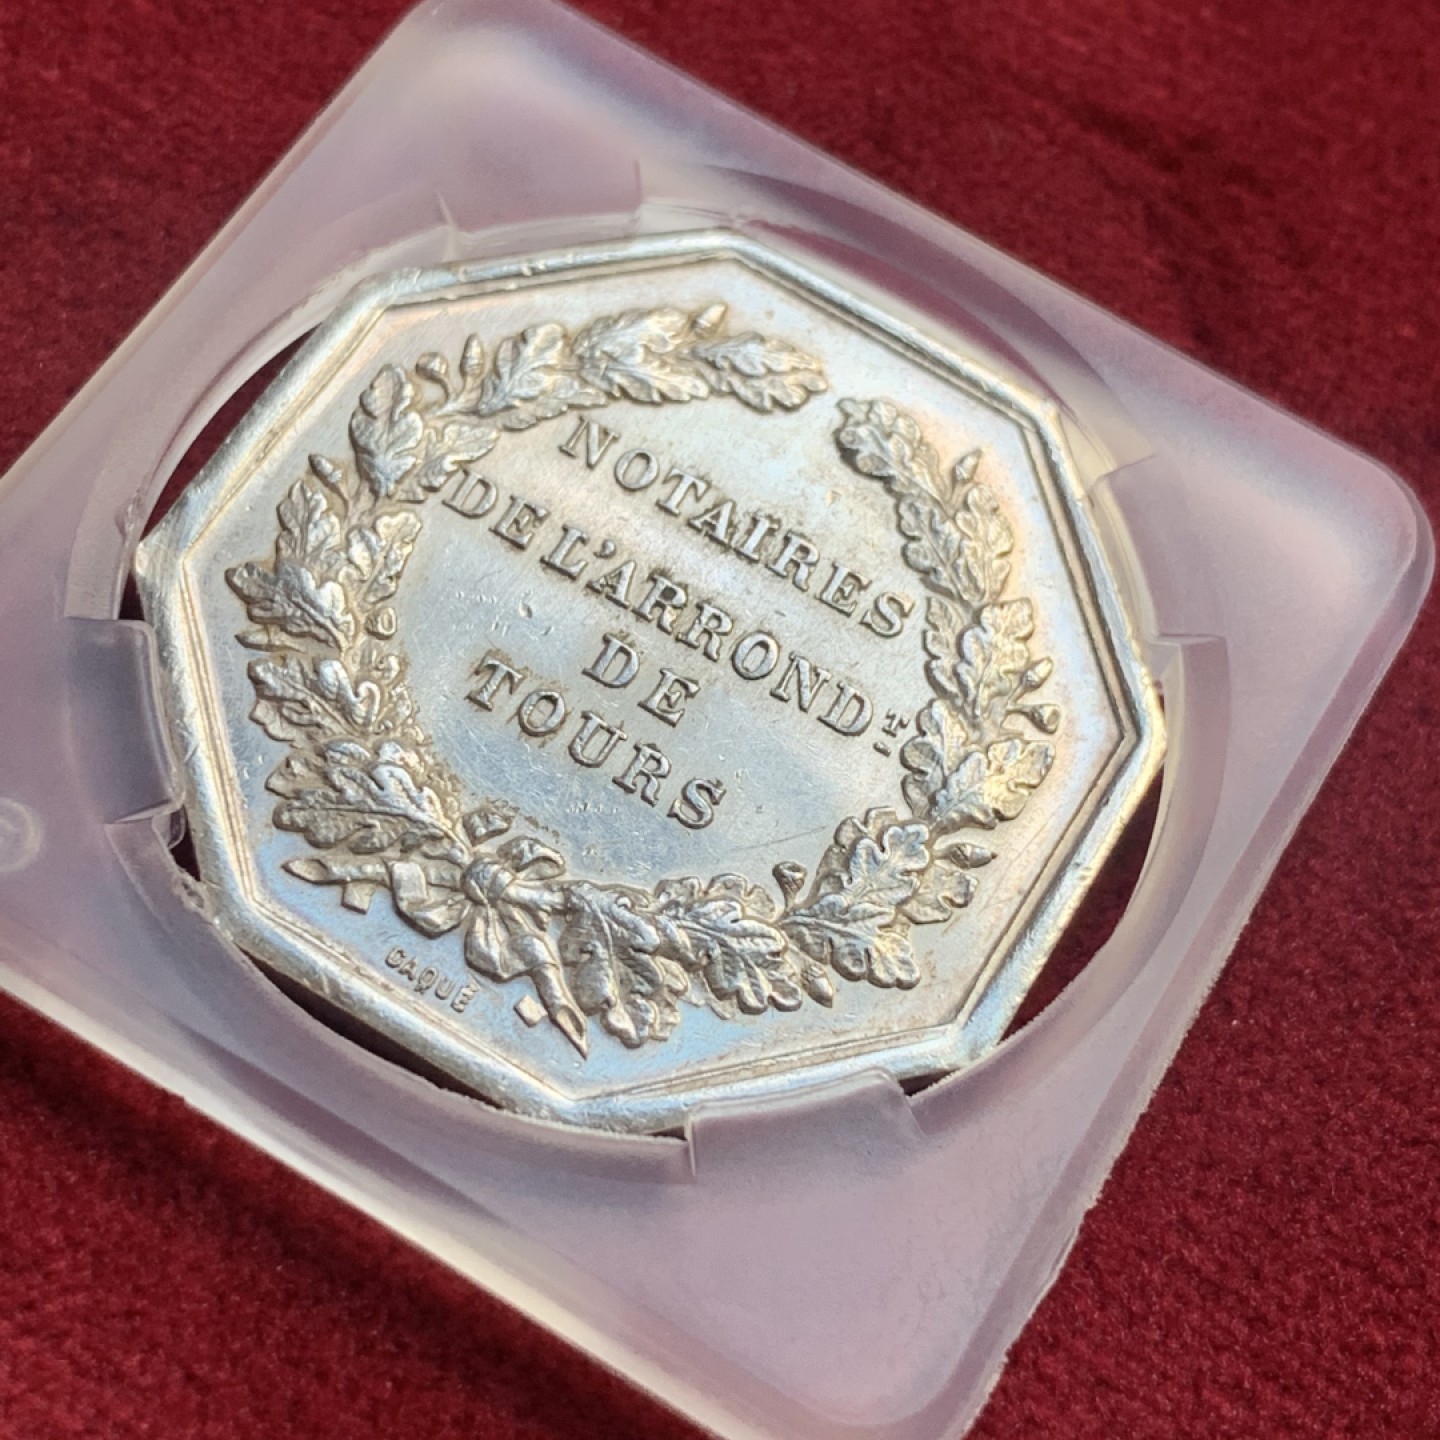 NOTAIRES
DE L'ARROND.T
DE
TOURS
CAQUÉ